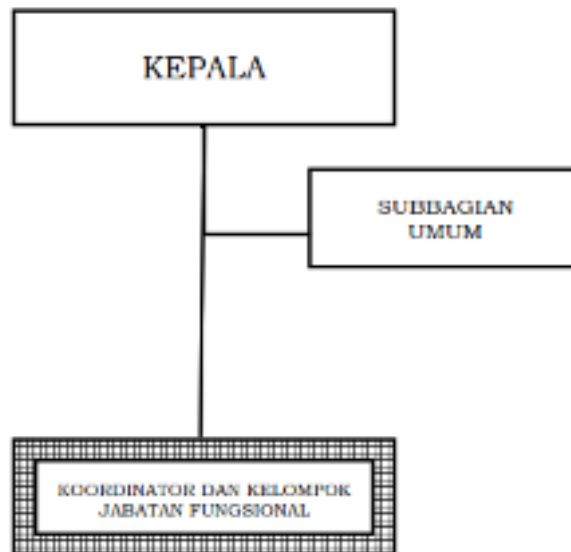 KEPALA
SUBBAGIAN
UMUM
KOORDINATOR DAN KELOMPOK
JABATAN FUNGSIONAL